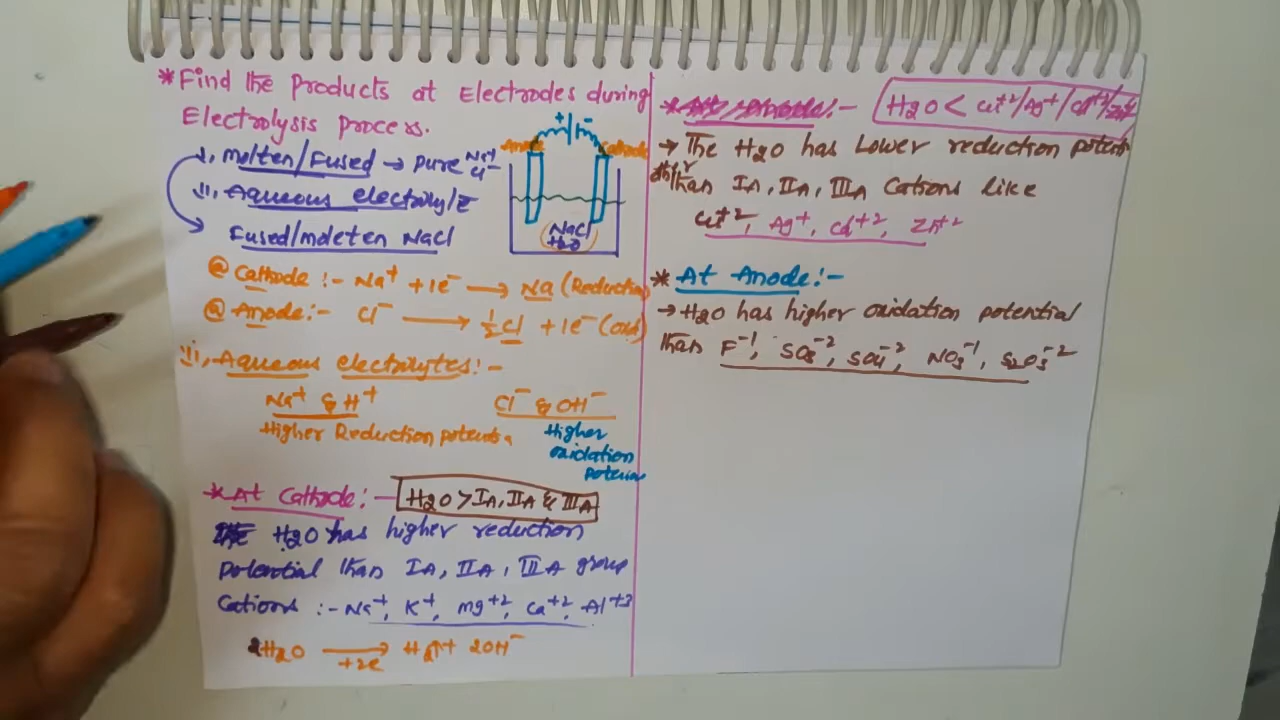 *Find the Products at Electrodes during
Electrolysis process.
i, Molten/Fused → pure Na+ Cl-
ii, Aqueous electrolyte
Fused/molten NaCl
+ -
Anode Cathode
NaCl
H2O
@ Cathode :- Na+ + 1e- → Na (Reduction)
@ Anode:- Cl- → 1/2 Cl + 1e- (Oxi)
ii, Aqueous electrolytes :-
Na+ & H+ Cl- & OH-
Higher Reduction potential
Higher
oxidation
potential
*At Cathode :- H2O > IA, IIA & IIIA
H2O has higher reduction
potential than IA, IIA, IIIA group
Cations :- Na+, K+, Mg+2, Ca+2, Al+3
2H2O → +2e H2↑ + 2OH-
:- H2O < Cu+2/Ag+/Cd+2/Zn+2
→ The H2O has Lower reduction potential
than IA, IIA, IIIA Cations like
Cu+2, Ag+, Cd+2, Zn+2
* At Anode :-
→ H2O has higher oxidation potential
than F-1, SO3-2, SO4-2, NO3-1, S2O3-2